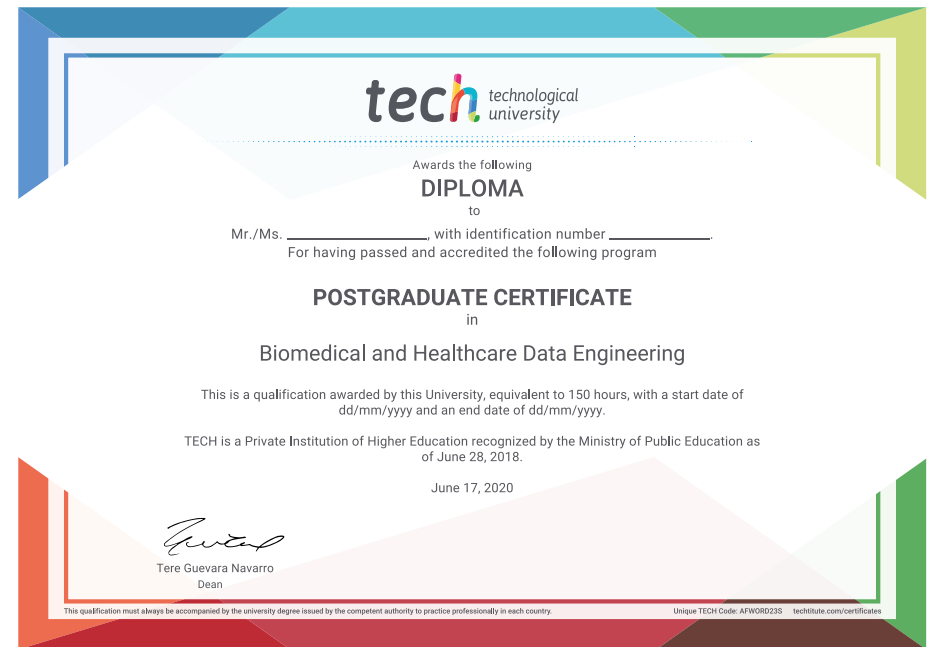 tech technological
university
Awards the following
DIPLOMA
to
Mr./Ms. ____________________, with identification number ______________.
For having passed and accredited the following program
POSTGRADUATE CERTIFICATE
in
Biomedical and Healthcare Data Engineering
This is a qualification awarded by this University, equivalent to 150 hours, with a start date of
dd/mm/yyyy and an end date of dd/mm/yyyy.
TECH is a Private Institution of Higher Education recognized by the Ministry of Public Education as
of June 28, 2018.
June 17, 2020
Tere Guevara Navarro
Dean
This qualification must always be accompanied by the university degree issued by the competent authority to practice professionally in each country.
Unique TECH Code: AFWORD23S techtitute.com/certificates